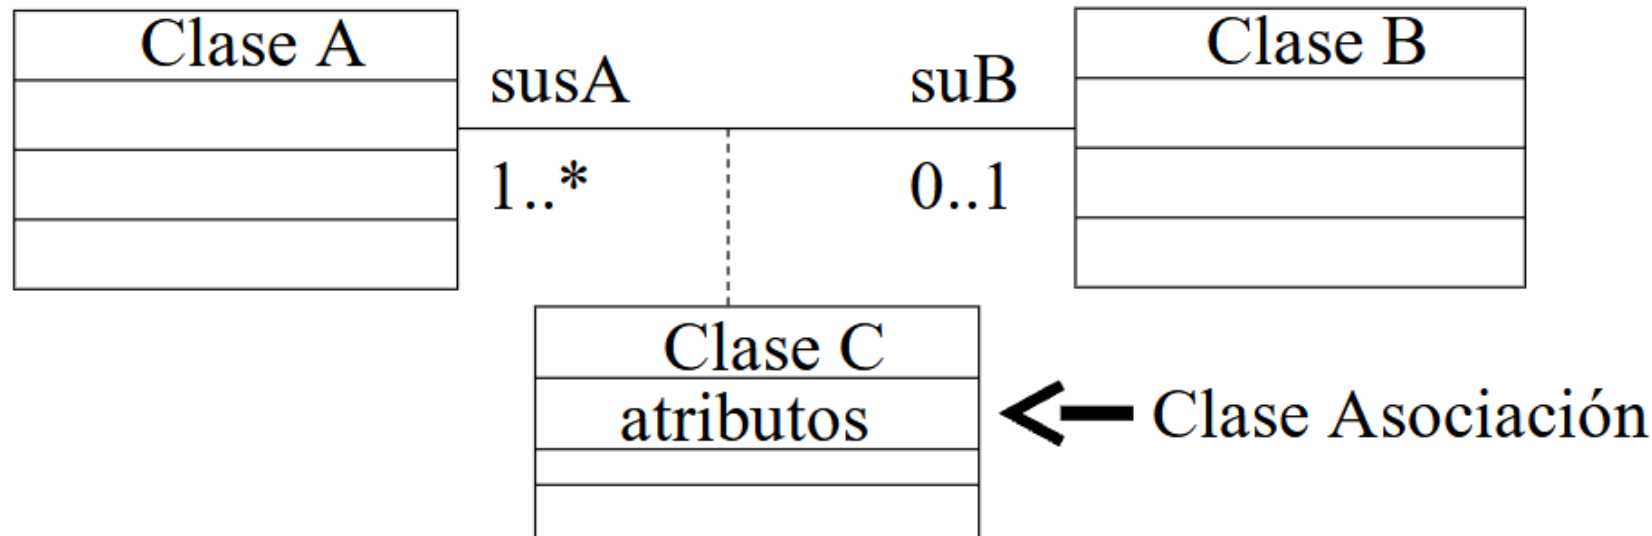 Clase A
Clase B
susA
suB
1..*
0..1
Clase C
atributos
Clase Asociación